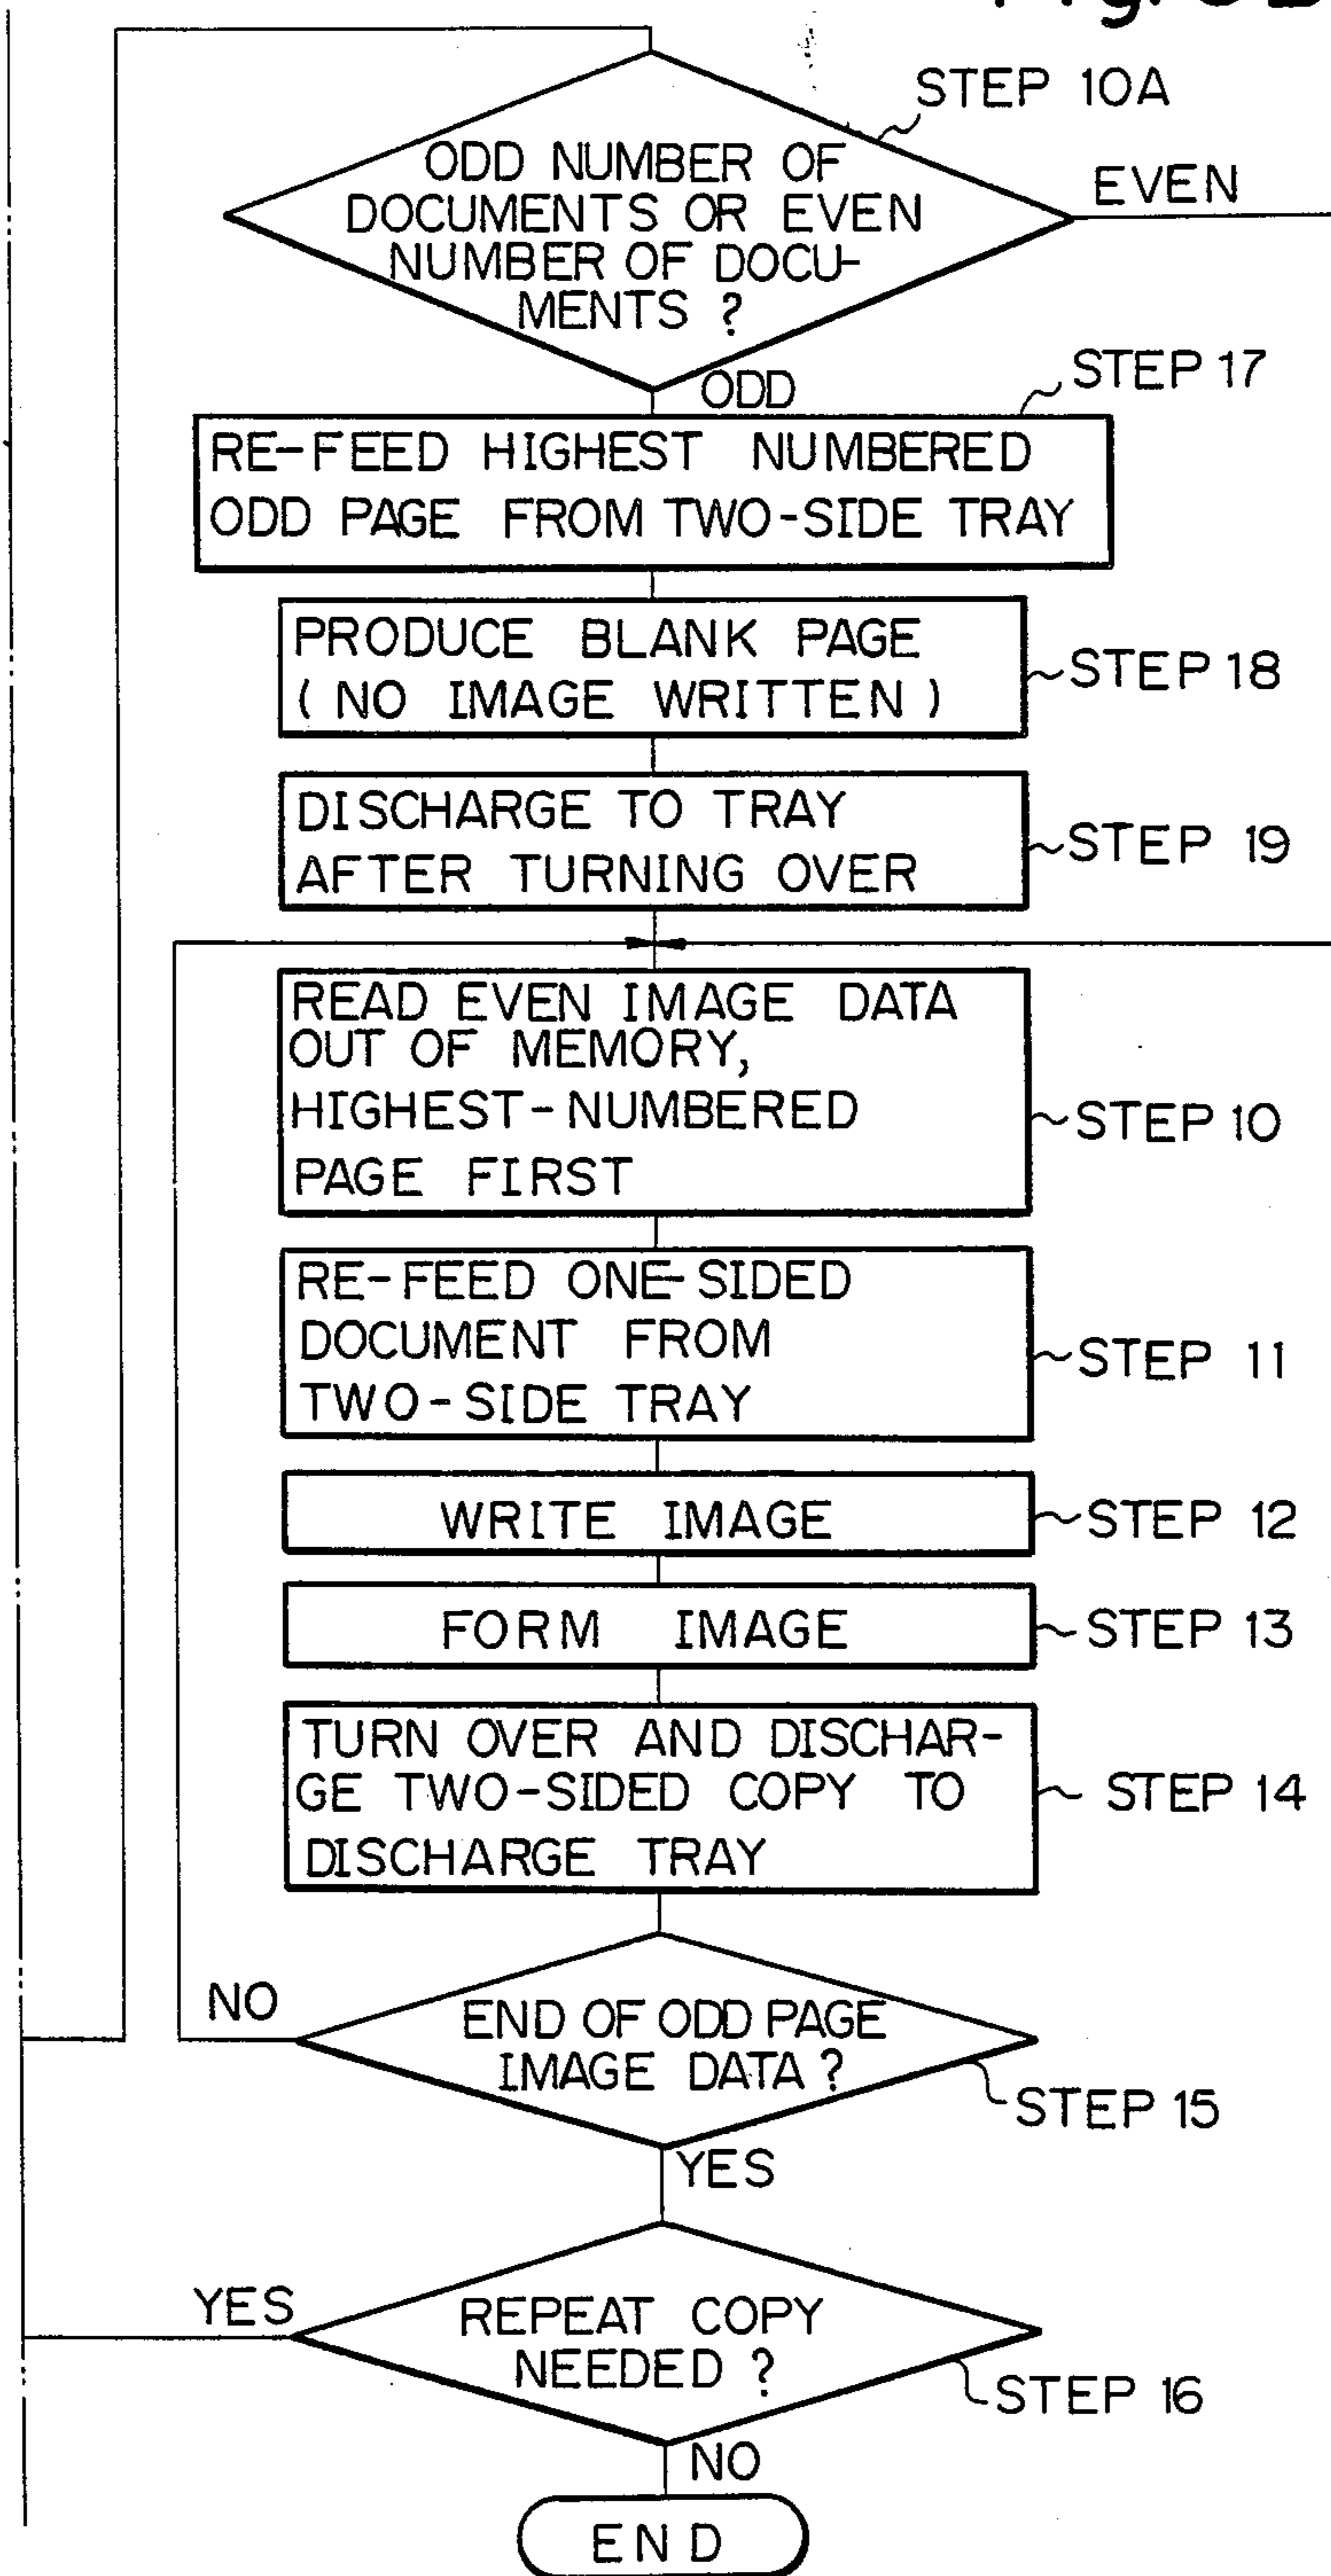 STEP 10A
ODD NUMBER OF
DOCUMENTS OR EVEN
NUMBER OF DOCU-
MENTS ?
EVEN
ODD
STEP 17
RE-FEED HIGHEST NUMBERED
ODD PAGE FROM TWO-SIDE TRAY
PRODUCE BLANK PAGE
( NO IMAGE WRITTEN )
STEP 18
DISCHARGE TO TRAY
AFTER TURNING OVER
STEP 19
READ EVEN IMAGE DATA
OUT OF MEMORY,
HIGHEST-NUMBERED
PAGE FIRST
STEP 10
RE-FEED ONE-SIDED
DOCUMENT FROM
TWO-SIDE TRAY
STEP 11
WRITE IMAGE
STEP 12
FORM IMAGE
STEP 13
TURN OVER AND DISCHAR-
GE TWO-SIDED COPY TO
DISCHARGE TRAY
STEP 14
NO
END OF ODD PAGE
IMAGE DATA ?
STEP 15
YES
YES
REPEAT COPY
NEEDED ?
STEP 16
NO
END